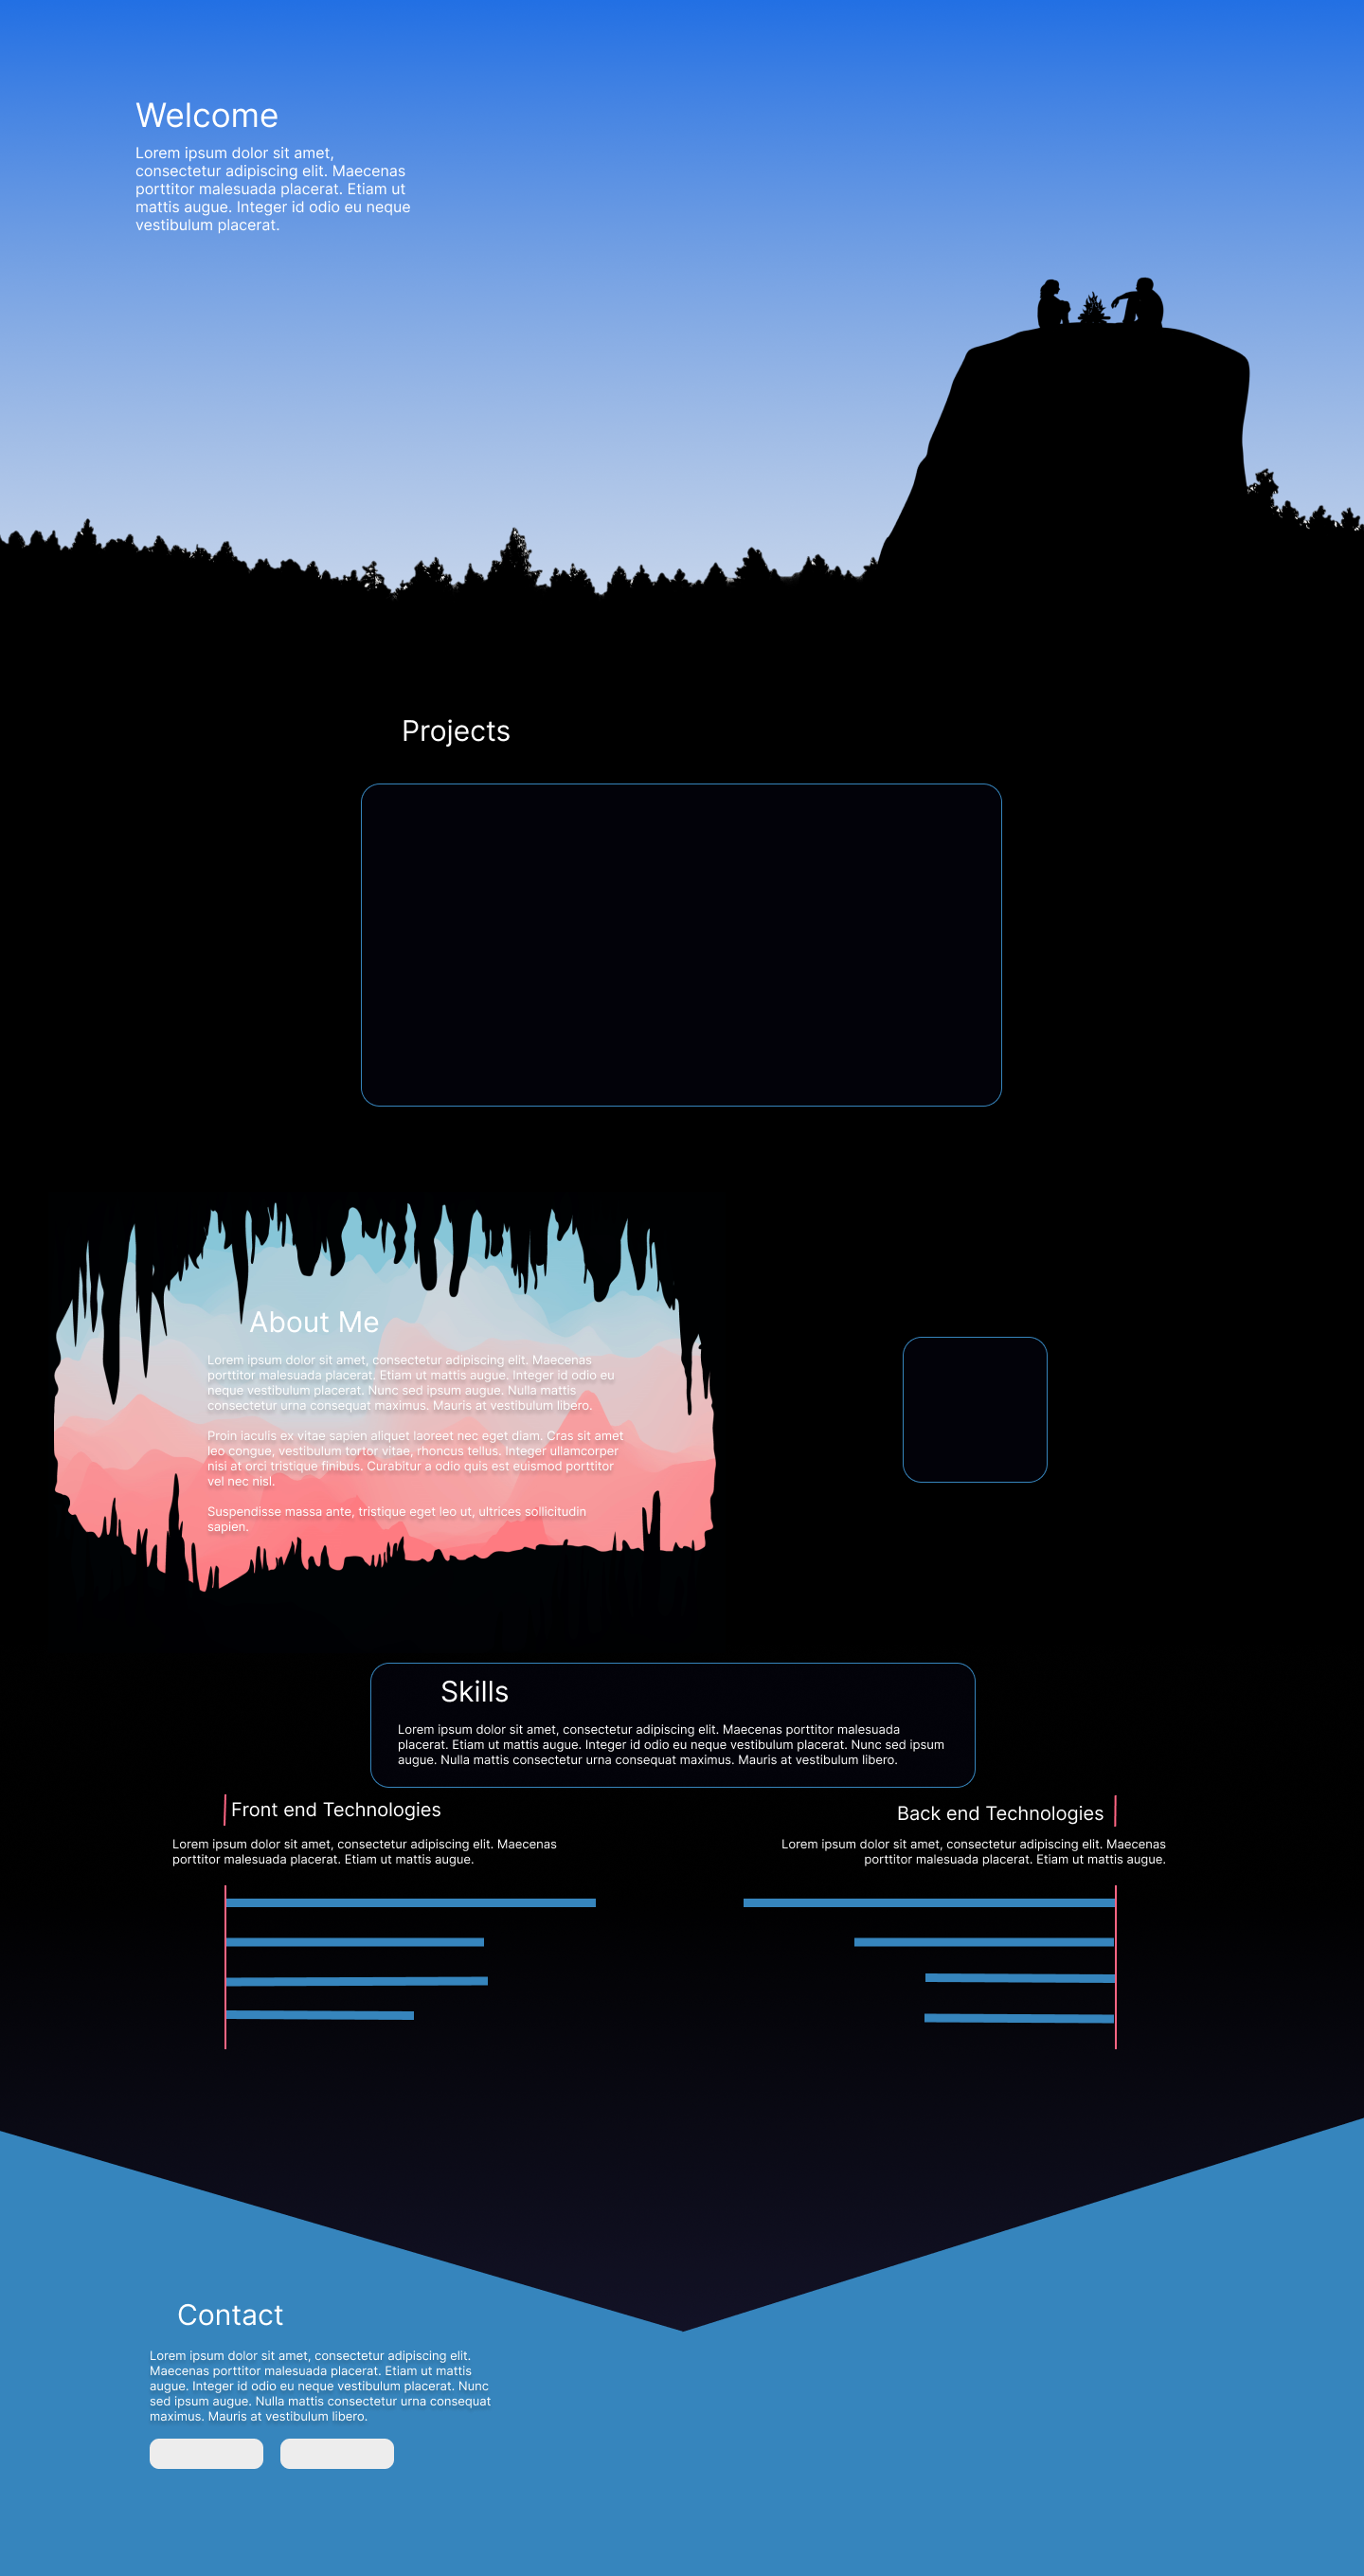 Welcome
Lorem ipsum dolor sit amet,
consectetur adipiscing elit. Maecenas
porttitor malesuada placerat. Etiam ut
mattis augue. Integer id odio eu neque
vestibulum placerat.
Projects
About Me
Lorem ipsum dolor sit amet, consectetur adipiscing elit. Maecenas
porttitor malesuada placerat. Etiam ut mattis augue. Integer id odio eu
neque vestibulum placerat. Nunc sed ipsum augue. Nulla mattis
consectetur urna consequat maximus. Mauris at vestibulum libero.
Proin iaculis ex vitae sapien aliquet laoreet nec eget diam. Cras sit amet
leo congue, vestibulum tortor vitae, rhoncus tellus. Integer ullamcorper
nisi at orci tristique finibus. Curabitur a odio quis est euismod porttitor
vel nec nisl.
Suspendisse massa ante, tristique eget leo ut, ultrices sollicitudin
sapien.
Skills
Lorem ipsum dolor sit amet, consectetur adipiscing elit. Maecenas porttitor malesuada
placerat. Etiam ut mattis augue. Integer id odio eu neque vestibulum placerat. Nunc sed ipsum
augue. Nulla mattis consectetur urna consequat maximus. Mauris at vestibulum libero.
Front end Technologies
Lorem ipsum dolor sit amet, consectetur adipiscing elit. Maecenas
porttitor malesuada placerat. Etiam ut mattis augue.
Back end Technologies
Lorem ipsum dolor sit amet, consectetur adipiscing elit. Maecenas
porttitor malesuada placerat. Etiam ut mattis augue.
Contact
Lorem ipsum dolor sit amet, consectetur adipiscing elit.
Maecenas porttitor malesuada placerat. Etiam ut mattis
augue. Integer id odio eu neque vestibulum placerat. Nunc
sed ipsum augue. Nulla mattis consectetur urna consequat
maximus. Mauris at vestibulum libero.